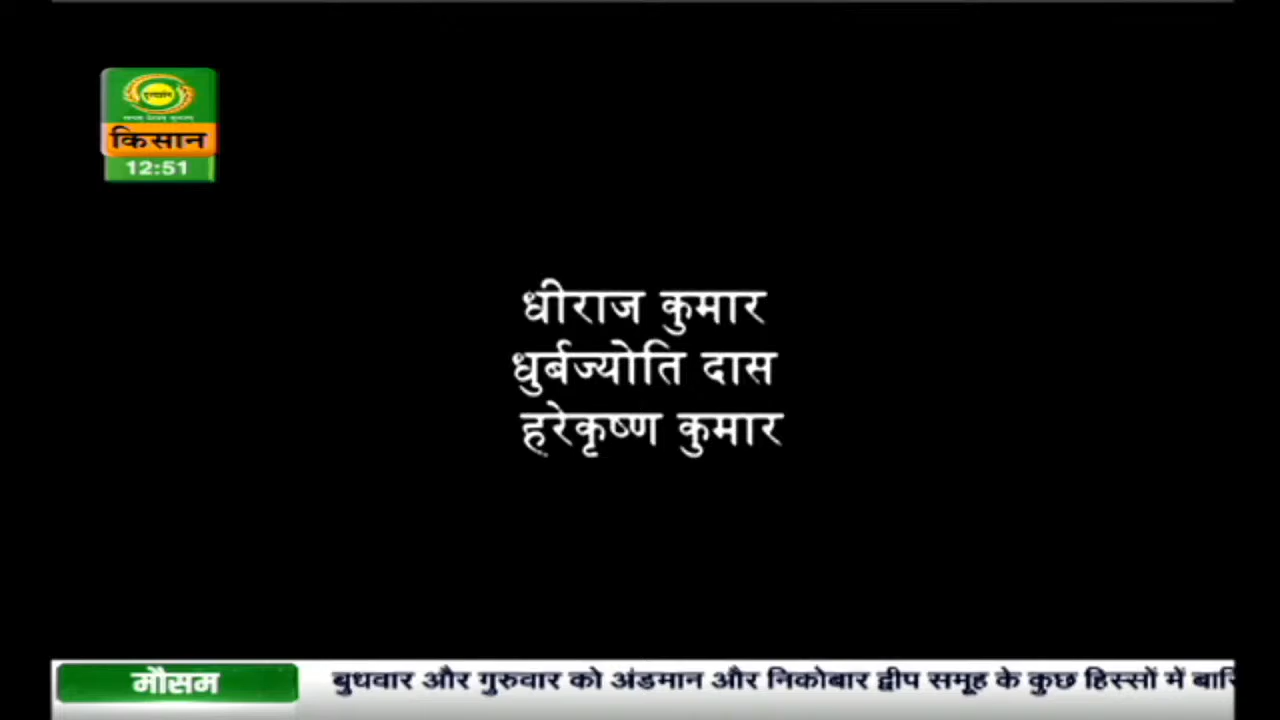 किसान
12:51
धीराज कुमार
धुर्बज्योति दास
हरेकृष्ण कुमार
मौसम
बुधवार और गुरुवार को अंडमान और निकोबार द्वीप समूह के कुछ हिस्सों में